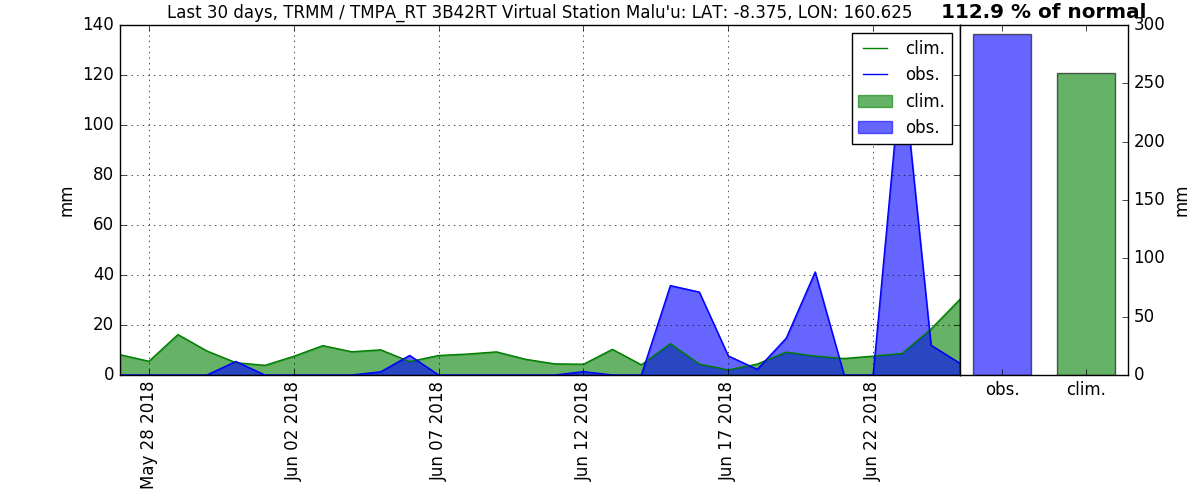 Last 30 days, TRMM / TMPA_RT 3B42RT Virtual Station Malu'u: LAT: -8.375, LON: 160.625
112.9 % of normal
140
120
100
80
60
40
20
0
mm
clim.
obs.
clim.
obs.
May 28 2018
Jun 02 2018
Jun 07 2018
Jun 12 2018
Jun 17 2018
Jun 22 2018
300
250
200
150
100
50
0
mm
obs.
clim.